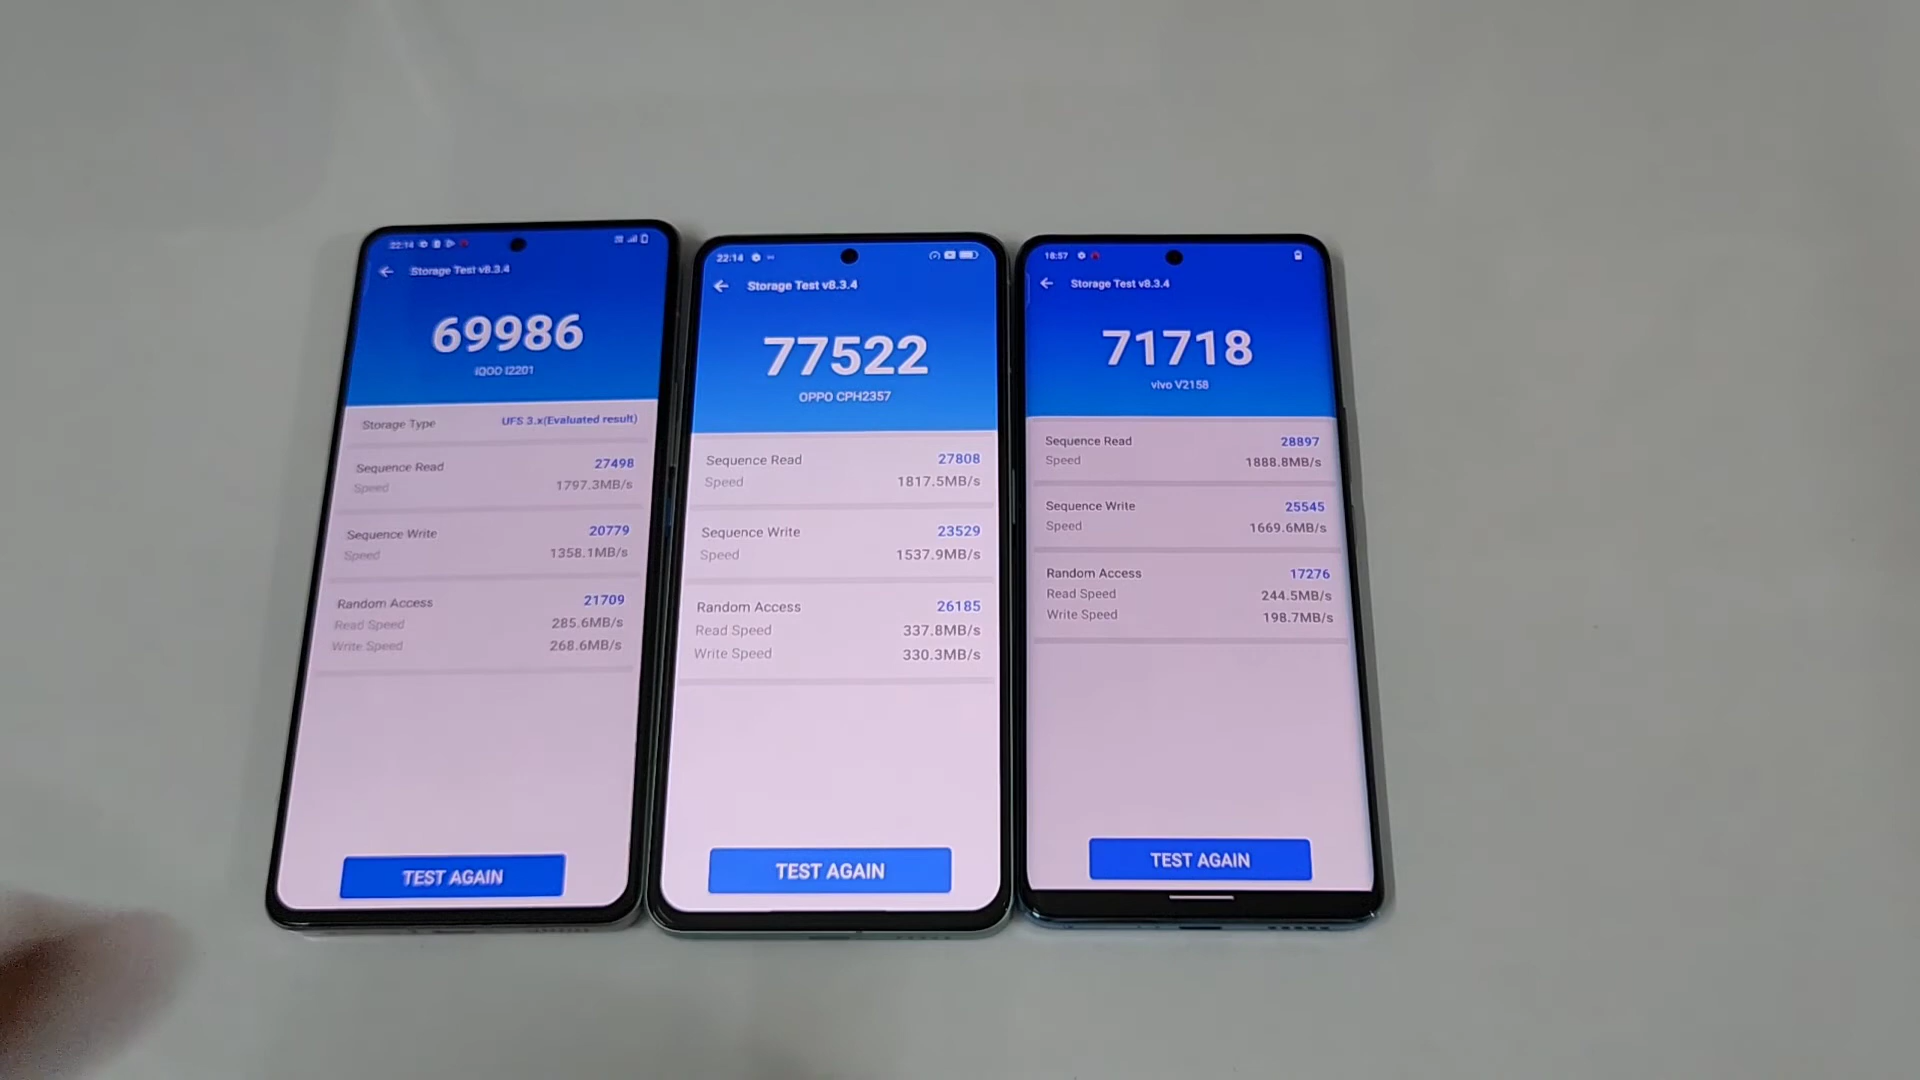 22:14
Storage Test v8.3.4
69986
iQOO I2201
Storage Type UFS 3.x(Evaluated result)
Sequence Read 27498
Speed 1797.3MB/s
Sequence Write 20779
Speed 1358.1MB/s
Random Access 21709
Read Speed 285.6MB/s
Write Speed 268.6MB/s
TEST AGAIN
22:14
Storage Test v8.3.4
77522
OPPO CPH2357
Sequence Read 27808
Speed 1817.5MB/s
Sequence Write 23529
Speed 1537.9MB/s
Random Access 26185
Read Speed 337.8MB/s
Write Speed 330.3MB/s
TEST AGAIN
18:57
Storage Test v8.3.4
71718
vivo V2158
Sequence Read 28897
Speed 1888.8MB/s
Sequence Write 25545
Speed 1669.6MB/s
Random Access 17276
Read Speed 244.5MB/s
Write Speed 198.7MB/s
TEST AGAIN